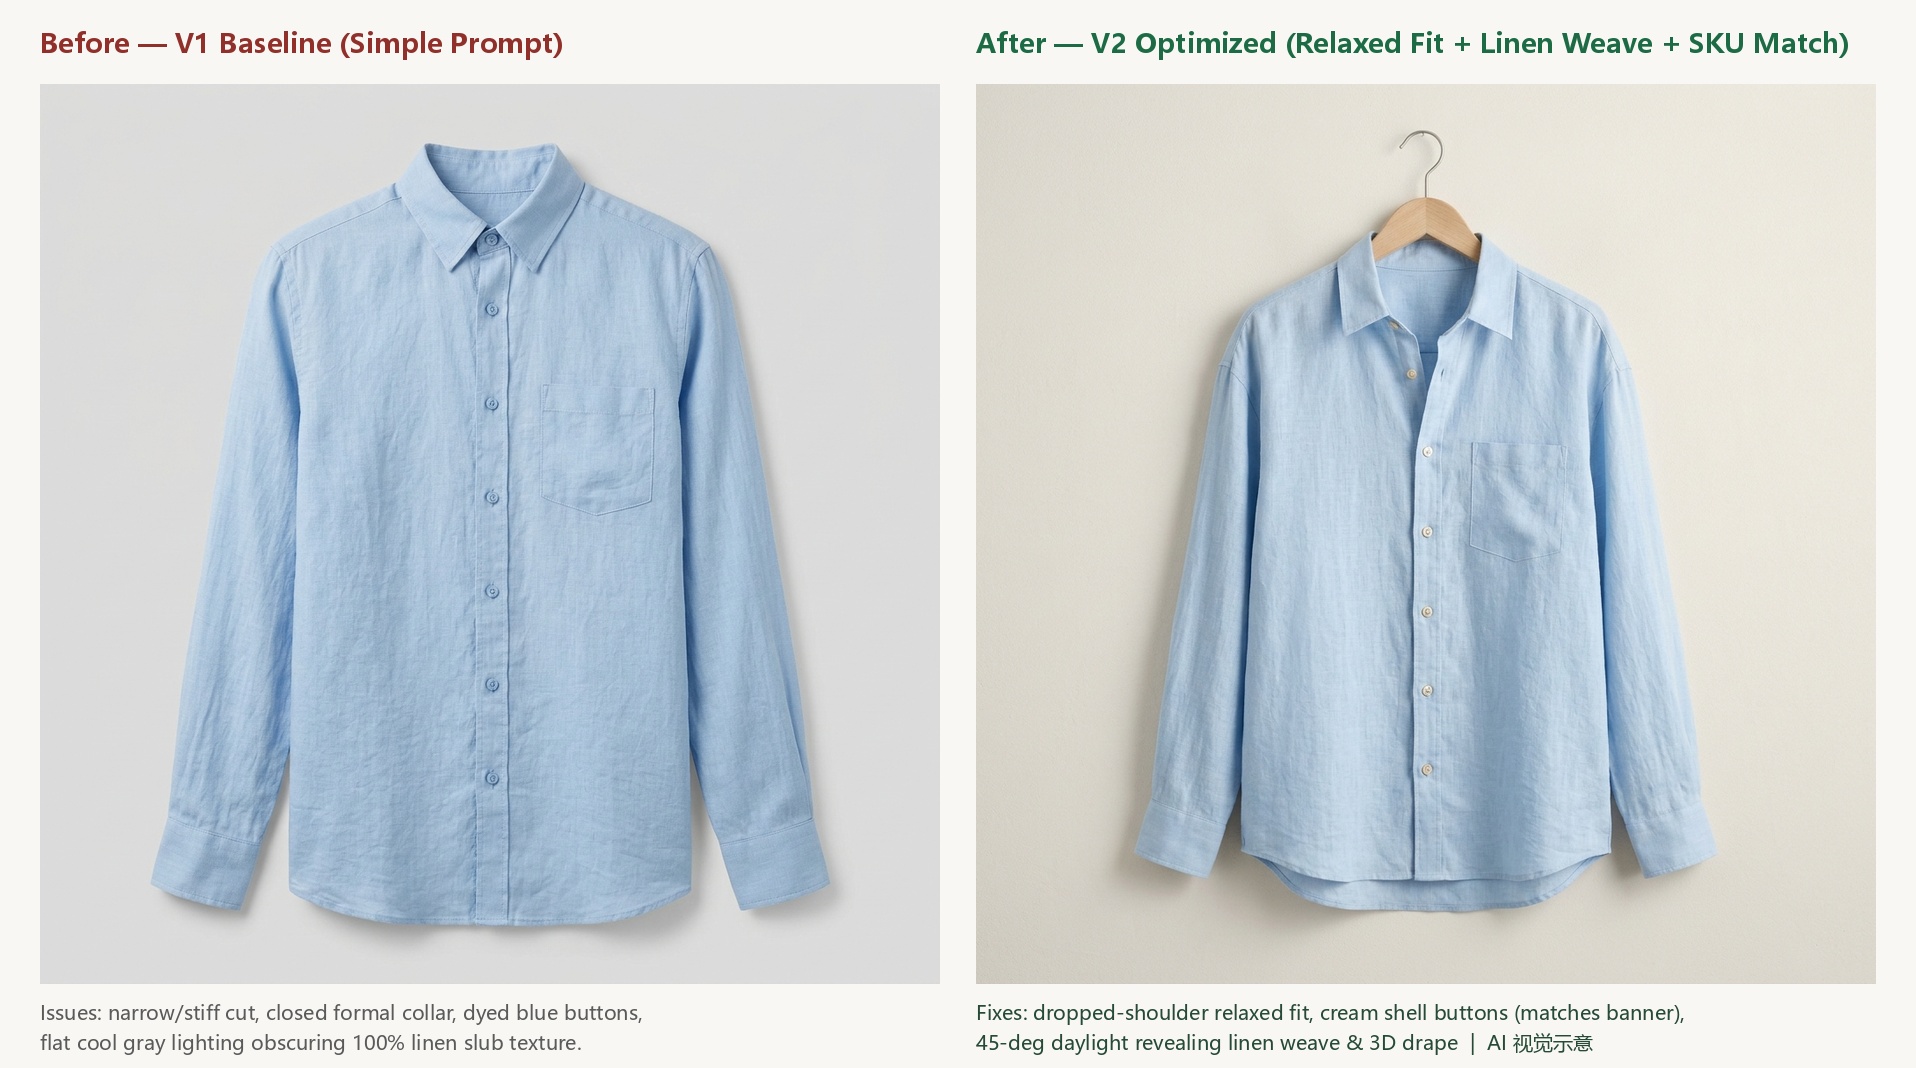 Before — V1 Baseline (Simple Prompt)
After — V2 Optimized (Relaxed Fit + Linen Weave + SKU Match)
Issues: narrow/stiff cut, closed formal collar, dyed blue buttons,
flat cool gray lighting obscuring 100% linen slub texture.
Fixes: dropped-shoulder relaxed fit, cream shell buttons (matches banner),
45-deg daylight revealing linen weave & 3D drape | AI 视觉示意